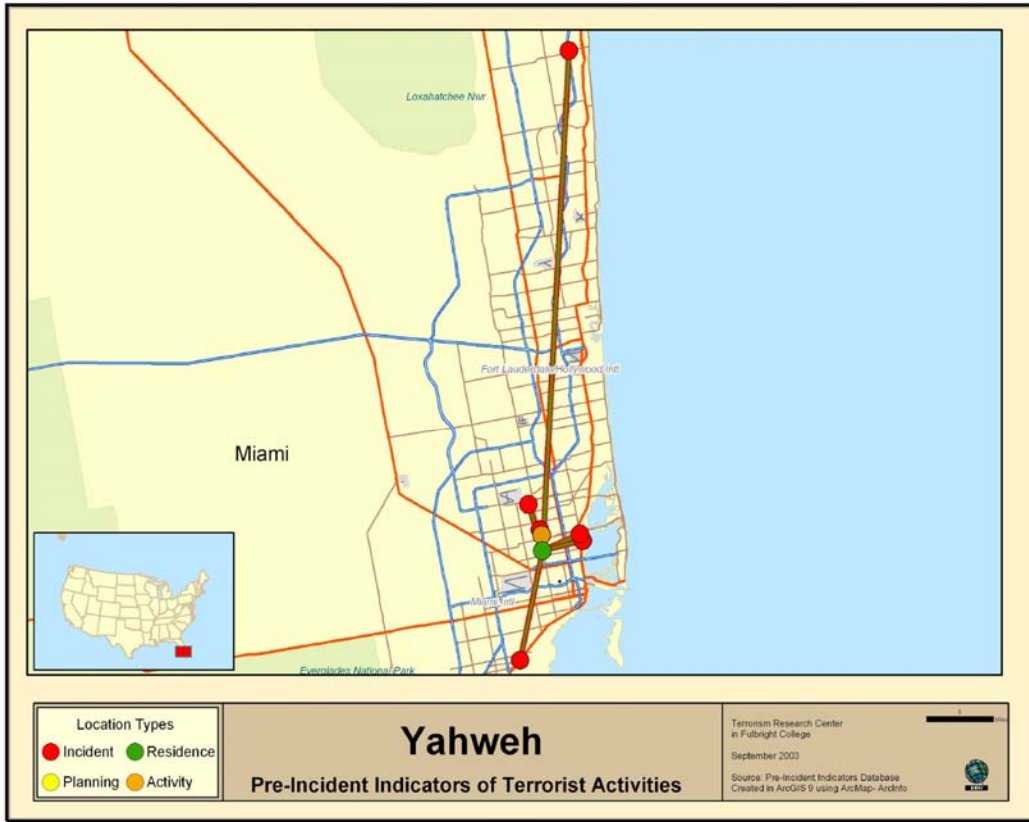 Loxahatchee Nwr
Fort Lauderdale/Hollywood Intl
Miami
Miami Intl
Everglades National Park
Location Types
Incident Residence
Planning Activity
Yahweh
Pre-Incident Indicators of Terrorist Activities
Terrorism Research Center
in Fulbright College
September 2003
Source: Pre-Incident Indicators Database
Created in ArcGIS 9 using ArcMap- ArcInfo